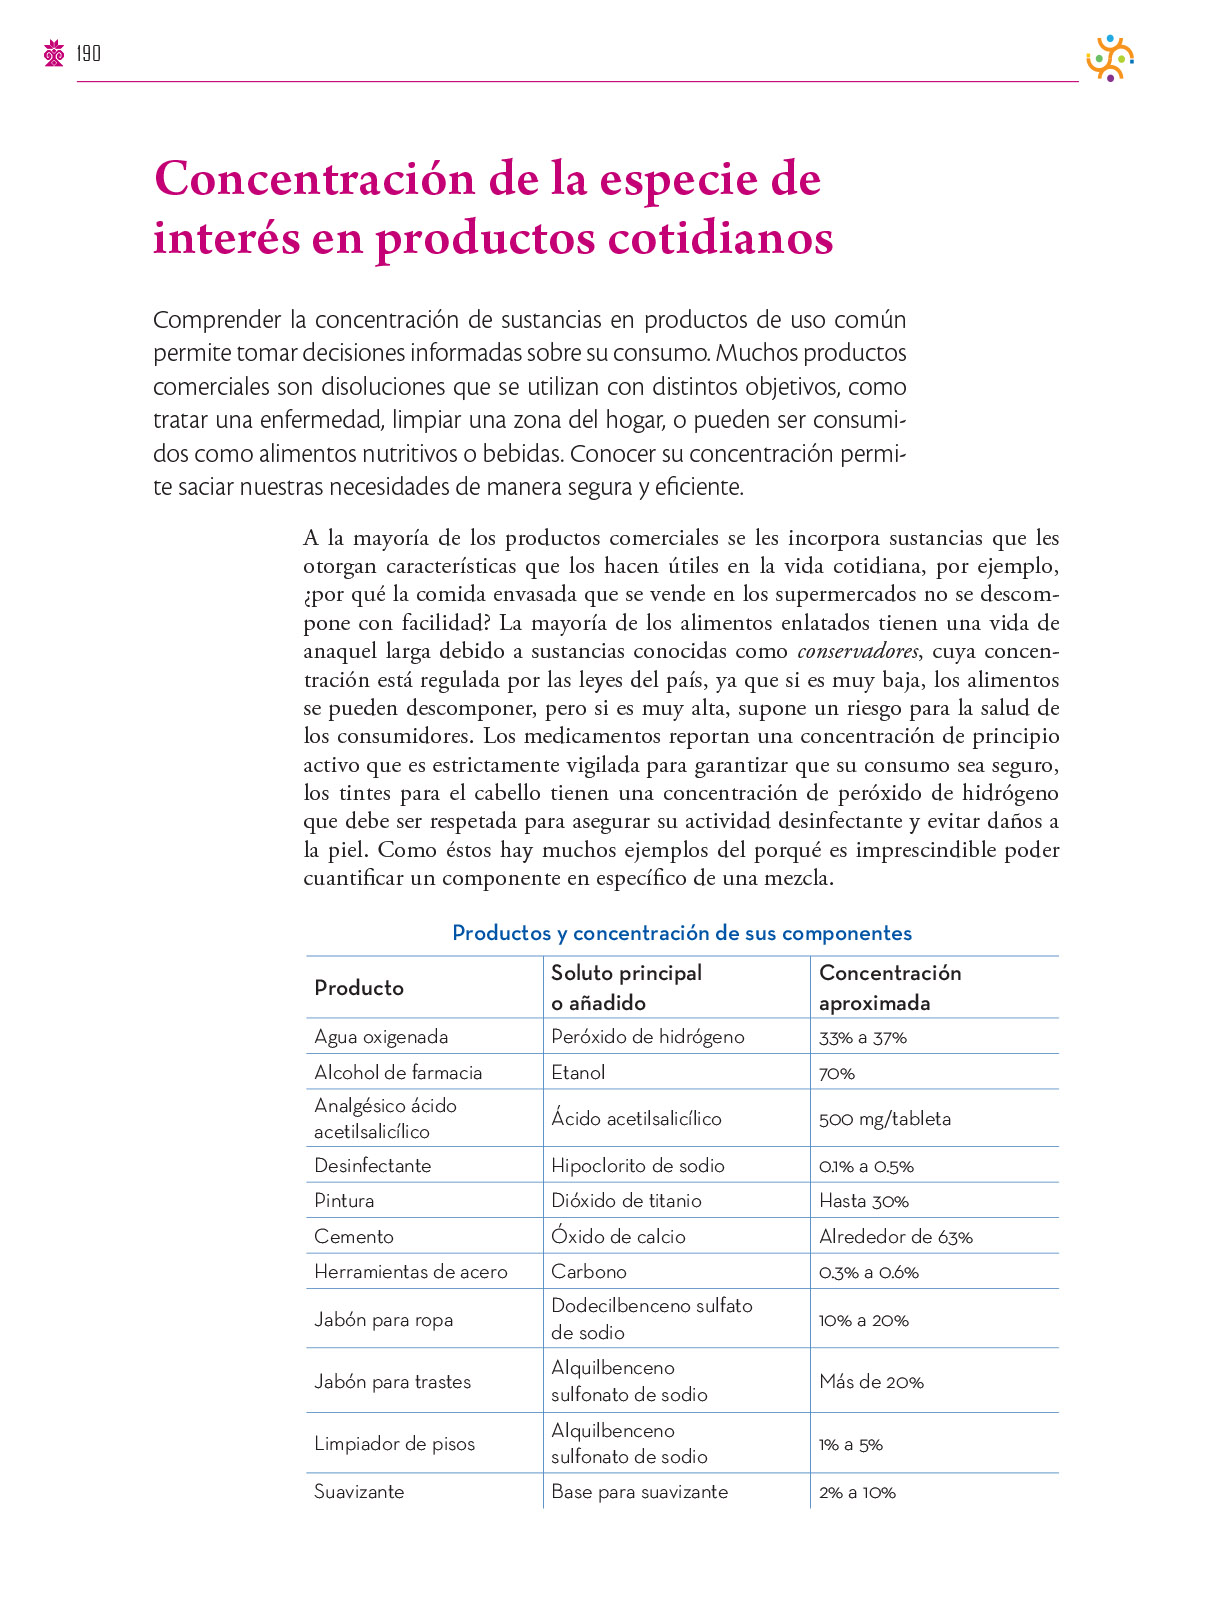 190
Concentración de la especie de
interés en productos cotidianos
Comprender la concentración de sustancias en productos de uso común
permite tomar decisiones informadas sobre su consumo. Muchos productos
comerciales son disoluciones que se utilizan con distintos objetivos, como
tratar una enfermedad, limpiar una zona del hogar, o pueden ser consumi-
dos como alimentos nutritivos o bebidas. Conocer su concentración permi-
te saciar nuestras necesidades de manera segura y eficiente.
A la mayoría de los productos comerciales se les incorpora sustancias que les
otorgan características que los hacen útiles en la vida cotidiana, por ejemplo,
¿por qué la comida envasada que se vende en los supermercados no se descom-
pone con facilidad? La mayoría de los alimentos enlatados tienen una vida de
anaquel larga debido a sustancias conocidas como conservadores, cuya concen-
tración está regulada por las leyes del país, ya que si es muy baja, los alimentos
se pueden descomponer, pero si es muy alta, supone un riesgo para la salud de
los consumidores. Los medicamentos reportan una concentración de principio
activo que es estrictamente vigilada para garantizar que su consumo sea seguro,
los tintes para el cabello tienen una concentración de peróxido de hidrógeno
que debe ser respetada para asegurar su actividad desinfectante y evitar daños a
la piel. Como éstos hay muchos ejemplos del porqué es imprescindible poder
cuantificar un componente en específico de una mezcla.
Productos y concentración de sus componentes
Producto
Soluto principal
o añadido
Concentración
aproximada
Agua oxigenada
Peróxido de hidrógeno
33% a 37%
Alcohol de farmacia
Etanol
70%
Analgésico ácido
acetilsalicílico
Ácido acetilsalicílico
500 mg/tableta
Desinfectante
Hipoclorito de sodio
0.1% a 0.5%
Pintura
Dióxido de titanio
Hasta 30%
Cemento
Óxido de calcio
Alrededor de 63%
Herramientas de acero
Carbono
0.3% a 0.6%
Jabón para ropa
Dodecilbenceno sulfato
de sodio
10% a 20%
Jabón para trastes
Alquilbenceno
sulfonato de sodio
Más de 20%
Limpiador de pisos
Alquilbenceno
sulfonato de sodio
1% a 5%
Suavizante
Base para suavizante
2% a 10%